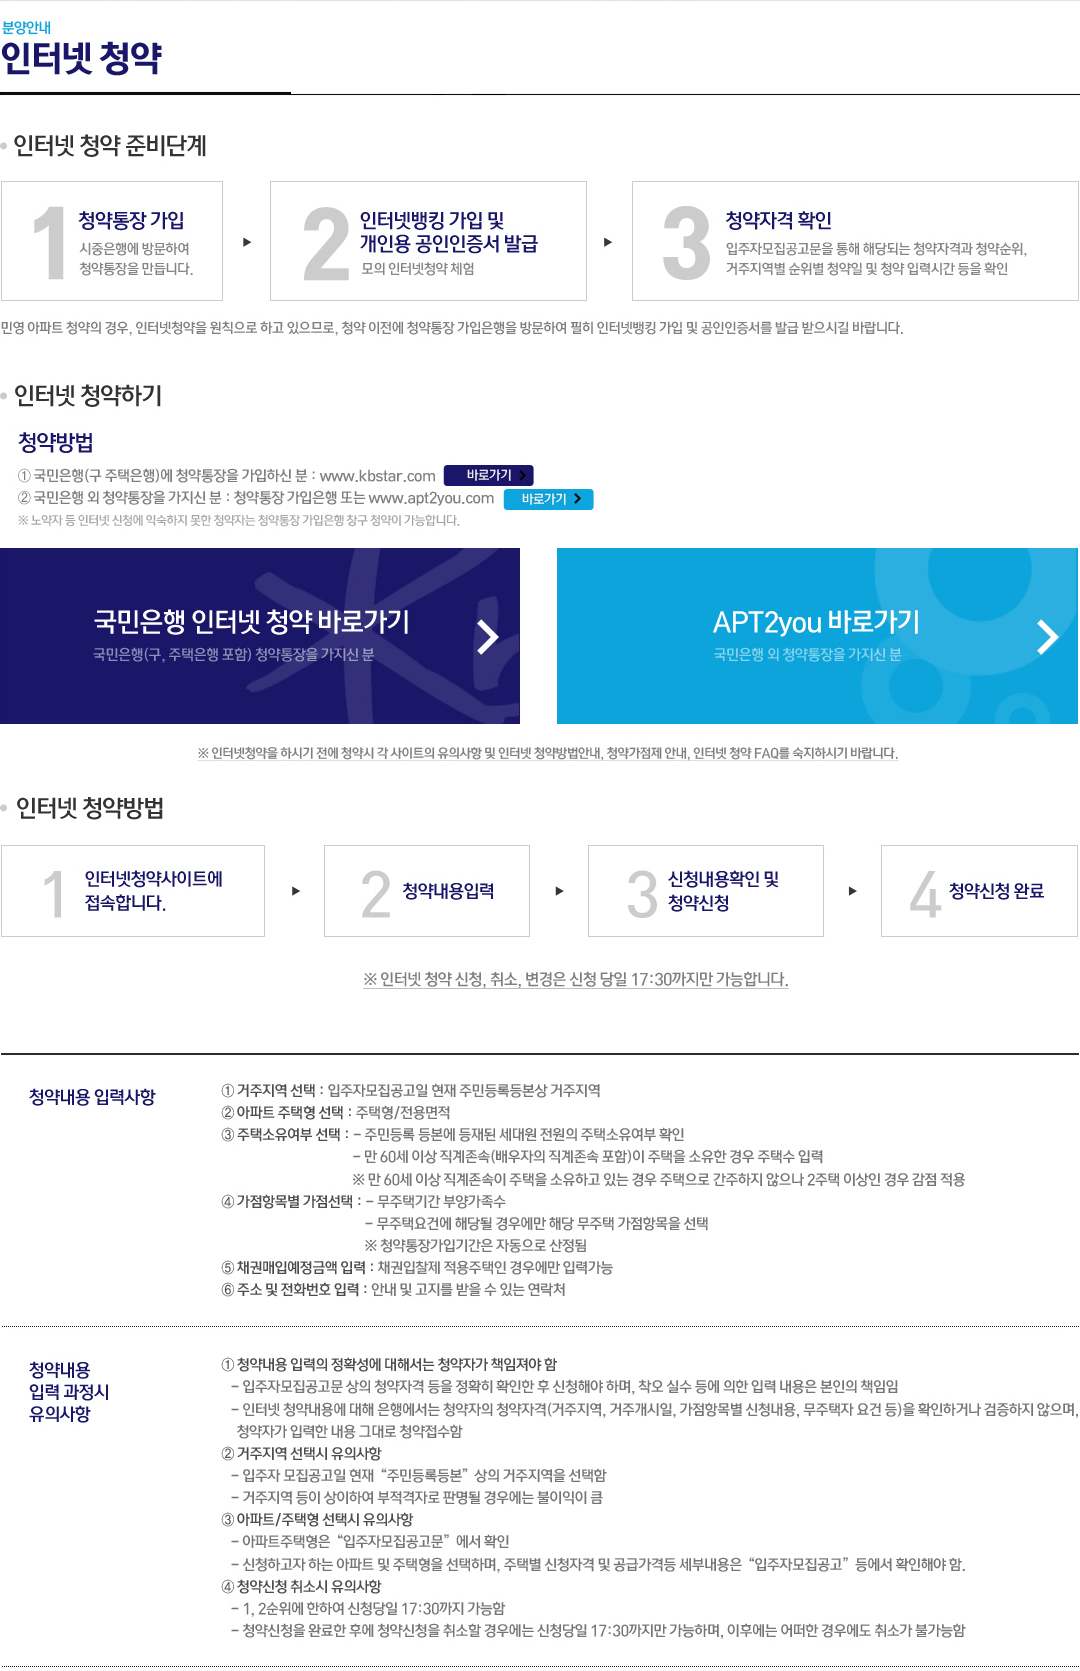 분양안내
인터넷 청약
인터넷 청약 준비단계
1 청약통장 가입
시중은행에 방문하여
청약통장을 만듭니다.
2 인터넷뱅킹 가입 및
개인용 공인인증서 발급
모의 인터넷청약 체험
3 청약자격 확인
입주자모집공고문을 통해 해당되는 청약자격과 청약순위,
거주지역별 순위별 청약일 및 청약 입력시간 등을 확인
민영 아파트 청약의 경우, 인터넷청약을 원칙으로 하고 있으므로, 청약 이전에 청약통장 가입은행을 방문하여 필히 인터넷뱅킹 가입 및 공인인증서를 발급 받으시길 바랍니다.
인터넷 청약하기
청약방법
① 국민은행(구 주택은행)에 청약통장을 가입하신 분 : www.kbstar.com 바로가기
② 국민은행 외 청약통장을 가지신 분 : 청약통장 가입은행 또는 www.apt2you.com 바로가기
※ 노약자 등 인터넷 신청에 익숙하지 못한 청약자는 청약통장 가입은행 창구 청약이 가능합니다.
국민은행 인터넷 청약 바로가기
국민은행(구, 주택은행 포함) 청약통장을 가지신 분
APT2you 바로가기
국민은행 외 청약통장을 가지신 분
※ 인터넷청약을 하시기 전에 청약시 각 사이트의 유의사항 및 인터넷 청약방법안내, 청약가점제 안내, 인터넷 청약 FAQ를 숙지하시기 바랍니다.
인터넷 청약방법
1 인터넷청약사이트에
접속합니다.
2 청약내용입력
3 신청내용확인 및
청약신청
4 청약신청 완료
※ 인터넷 청약 신청, 취소, 변경은 신청 당일 17:30까지만 가능합니다.
청약내용 입력사항
① 거주지역 선택 : 입주자모집공고일 현재 주민등록등본상 거주지역
② 아파트 주택형 선택 : 주택형/전용면적
③ 주택소유여부 선택 : - 주민등록 등본에 등재된 세대원 전원의 주택소유여부 확인
- 만 60세 이상 직계존속(배우자의 직계존속 포함)이 주택을 소유한 경우 주택수 입력
※ 만 60세 이상 직계존속이 주택을 소유하고 있는 경우 주택으로 간주하지 않으나 2주택 이상인 경우 감점 적용
④ 가점항목별 가점선택 : - 무주택기간 부양가족수
- 무주택요건에 해당될 경우에만 해당 무주택 가점항목을 선택
※ 청약통장가입기간은 자동으로 산정됨
⑤ 채권매입예정금액 입력 : 채권입찰제 적용주택인 경우에만 입력가능
⑥ 주소 및 전화번호 입력 : 안내 및 고지를 받을 수 있는 연락처
청약내용
입력 과정시
유의사항
① 청약내용 입력의 정확성에 대해서는 청약자가 책임져야 함
- 입주자모집공고문 상의 청약자격 등을 정확히 확인한 후 신청해야 하며, 착오 실수 등에 의한 입력 내용은 본인의 책임임
- 인터넷 청약내용에 대해 은행에서는 청약자의 청약자격(거주지역, 거주개시일, 가점항목별 신청내용, 무주택자 요건 등)을 확인하거나 검증하지 않으며,
청약자가 입력한 내용 그대로 청약접수함
② 거주지역 선택시 유의사항
- 입주자 모집공고일 현재 “주민등록등본” 상의 거주지역을 선택함
- 거주지역 등이 상이하여 부적격자로 판명될 경우에는 불이익이 큼
③ 아파트/주택형 선택시 유의사항
- 아파트주택형은 “입주자모집공고문” 에서 확인
- 신청하고자 하는 아파트 및 주택형을 선택하며, 주택별 신청자격 및 공급가격등 세부내용은 “입주자모집공고” 등에서 확인해야 함.
④ 청약신청 취소시 유의사항
- 1, 2순위에 한하여 신청당일 17:30까지 가능함
- 청약신청을 완료한 후에 청약신청을 취소할 경우에는 신청당일 17:30까지만 가능하며, 이후에는 어떠한 경우에도 취소가 불가능함